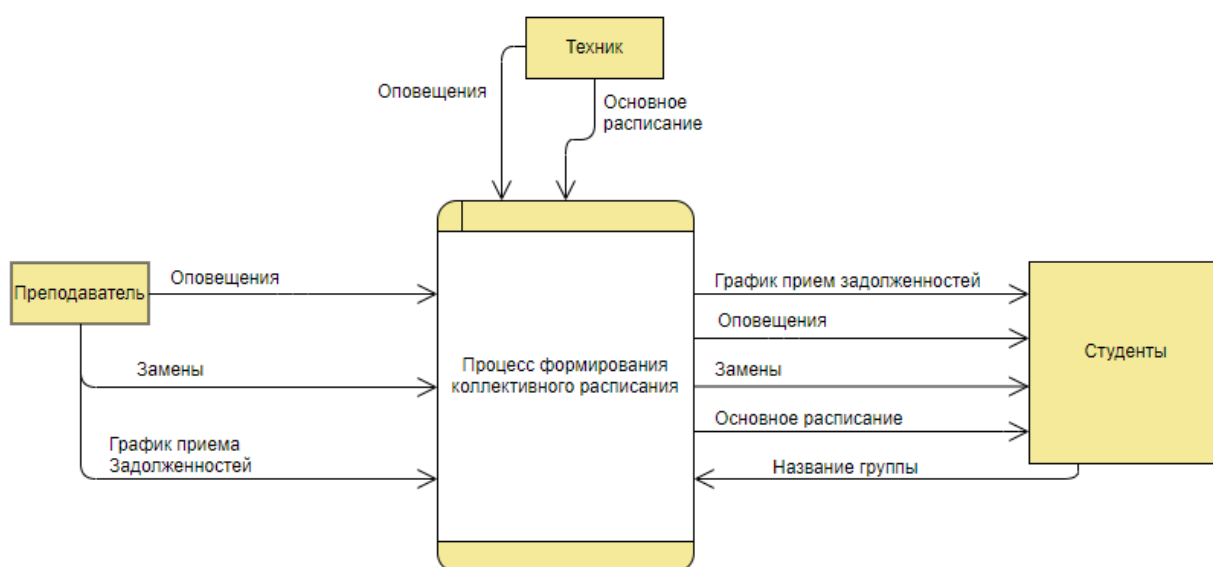 Техник
Оповещения
Основное
расписание
Преподаватель
Оповещения
Замены
График приема
Задолженностей
Процесс формирования
коллективного расписания
График прием задолженностей
Оповещения
Замены
Основное расписание
Название группы
Студенты